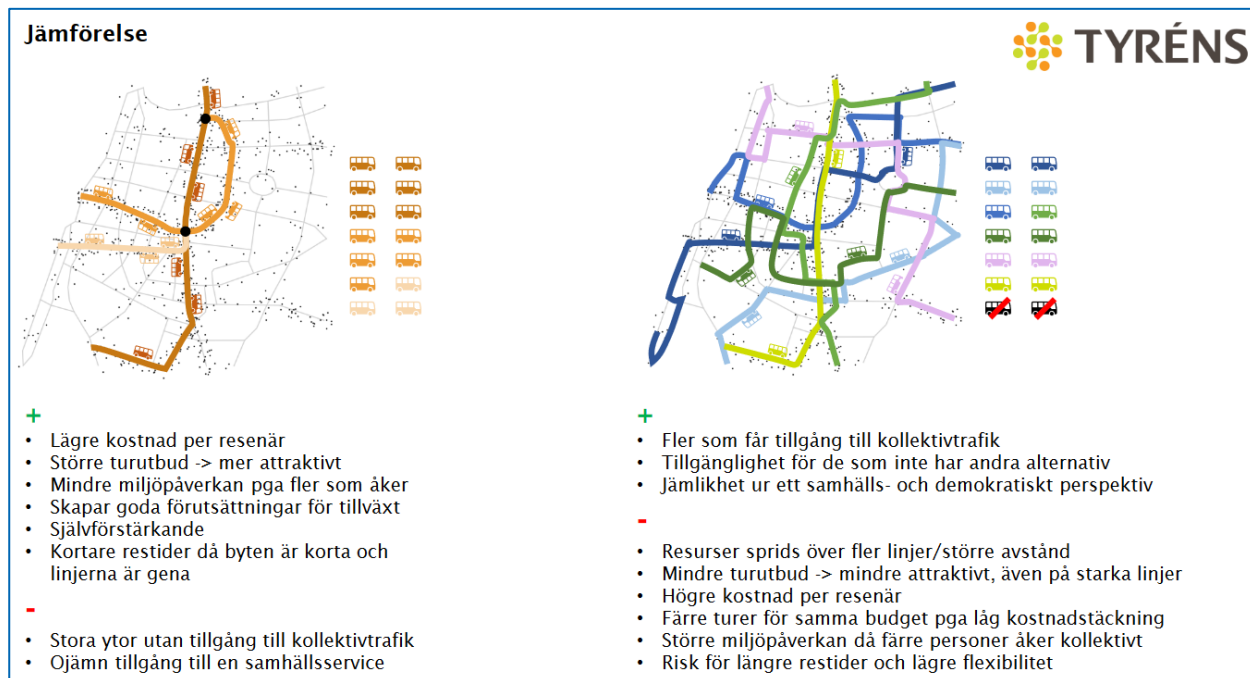 Jämförelse
TYRÉNS
+
• Lägre kostnad per resenär
• Större turutbud -> mer attraktivt
• Mindre miljöpåverkan pga fler som åker
• Skapar goda förutsättningar för tillväxt
• Självförstärkande
• Kortare restider då byten är korta och
linjerna är gena
-
• Stora ytor utan tillgång till kollektivtrafik
• Ojämn tillgång till en samhällsservice
+
• Fler som får tillgång till kollektivtrafik
• Tillgänglighet för de som inte har andra alternativ
• Jämlikhet ur ett samhälls- och demokratiskt perspektiv
-
• Resurser sprids över fler linjer/större avstånd
• Mindre turutbud -> mindre attraktivt, även på starka linjer
• Högre kostnad per resenär
• Färre turer för samma budget pga låg kostnadstäckning
• Större miljöpåverkan då färre personer åker kollektivt
• Risk för längre restider och lägre flexibilitet